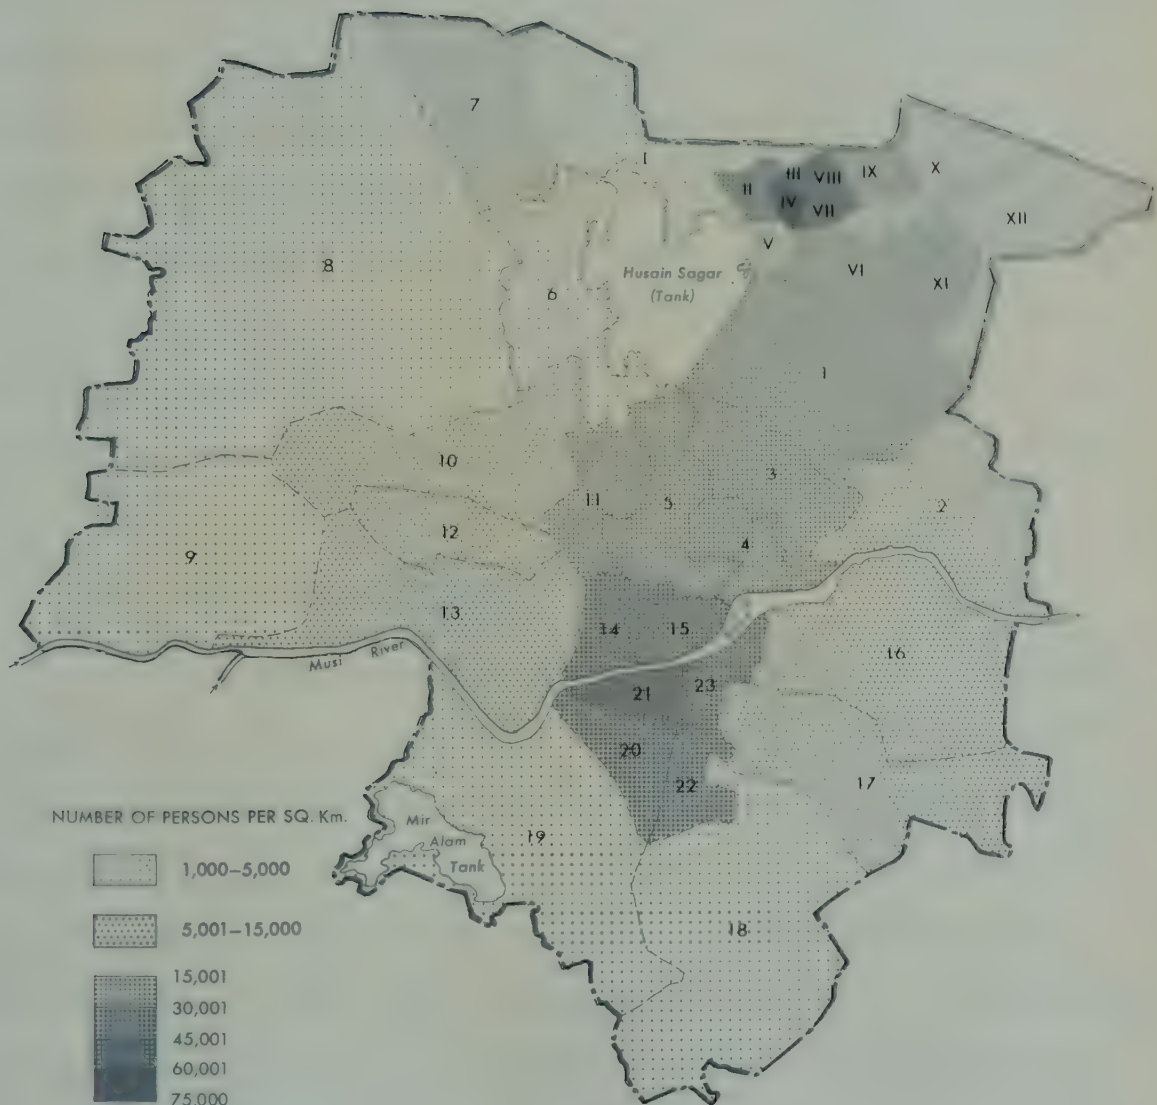 7
I
II
III
VIII
IX
X
IV
VII
XII
V
VI
XI
8
6
Husain Sagar
(Tank)
1
10
3
11
5
2
12
4
9
13
14
15
16
Musi River
21
23
20
22
17
NUMBER OF PERSONS PER SQ. Km.
Mir
Alam
Tank
19
1,000–5,000
5,001–15,000
18
15,001
30,001
45,001
60,001
75,000